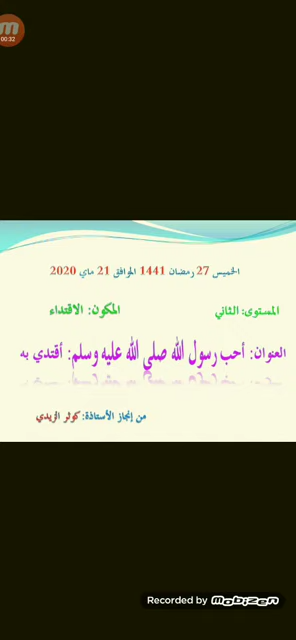 00:32
الخميس 27 رمضان 1441 الموافق 21 ماي 2020
المستوى: الثاني
المكون: الاقتداء
العنوان: أحب رسول الله صلى الله عليه وسلم: أقتدي به
من إنجاز الأستاذة: كوثر الزيدي
Recorded by Mobizen